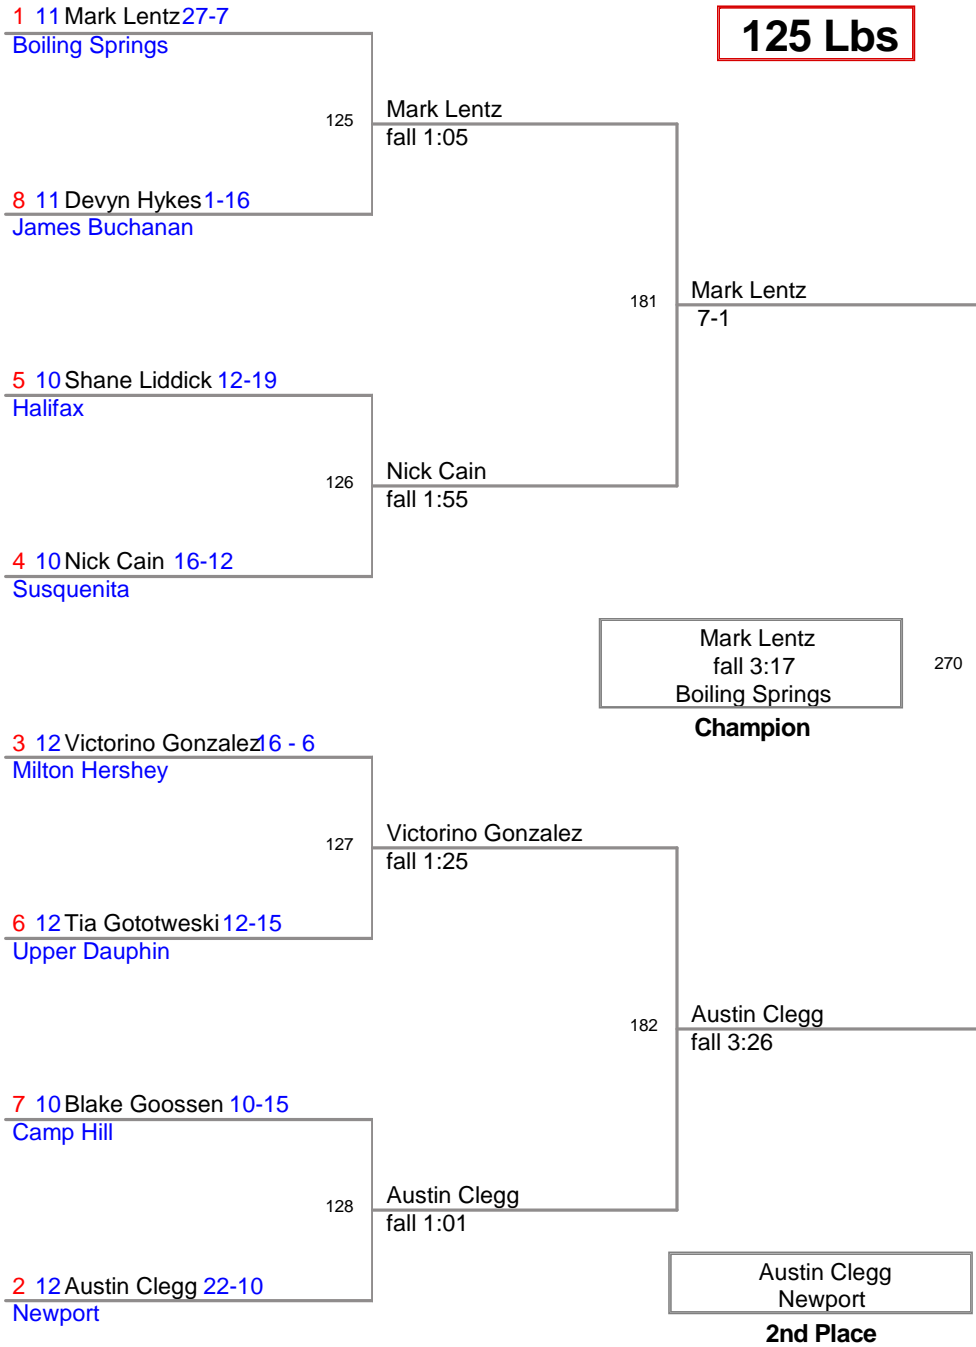 1 11 Mark Lentz 27-7
Boiling Springs
125 Lbs
125
Mark Lentz
fall 1:05
8 11 Devyn Hykes 1-16
James Buchanan
181
Mark Lentz
7-1
5 10 Shane Liddick 12-19
Halifax
126
Nick Cain
fall 1:55
4 10 Nick Cain 16-12
Susquenita
Mark Lentz
fall 3:17
Boiling Springs
270
Champion
3 12 Victorino Gonzalez 16 - 6
Milton Hershey
127
Victorino Gonzalez
fall 1:25
6 12 Tia Gototweski 12-15
Upper Dauphin
182
Austin Clegg
fall 3:26
7 10 Blake Goossen 10-15
Camp Hill
128
Austin Clegg
fall 1:01
2 12 Austin Clegg 22-10
Newport
Austin Clegg
Newport
2nd Place